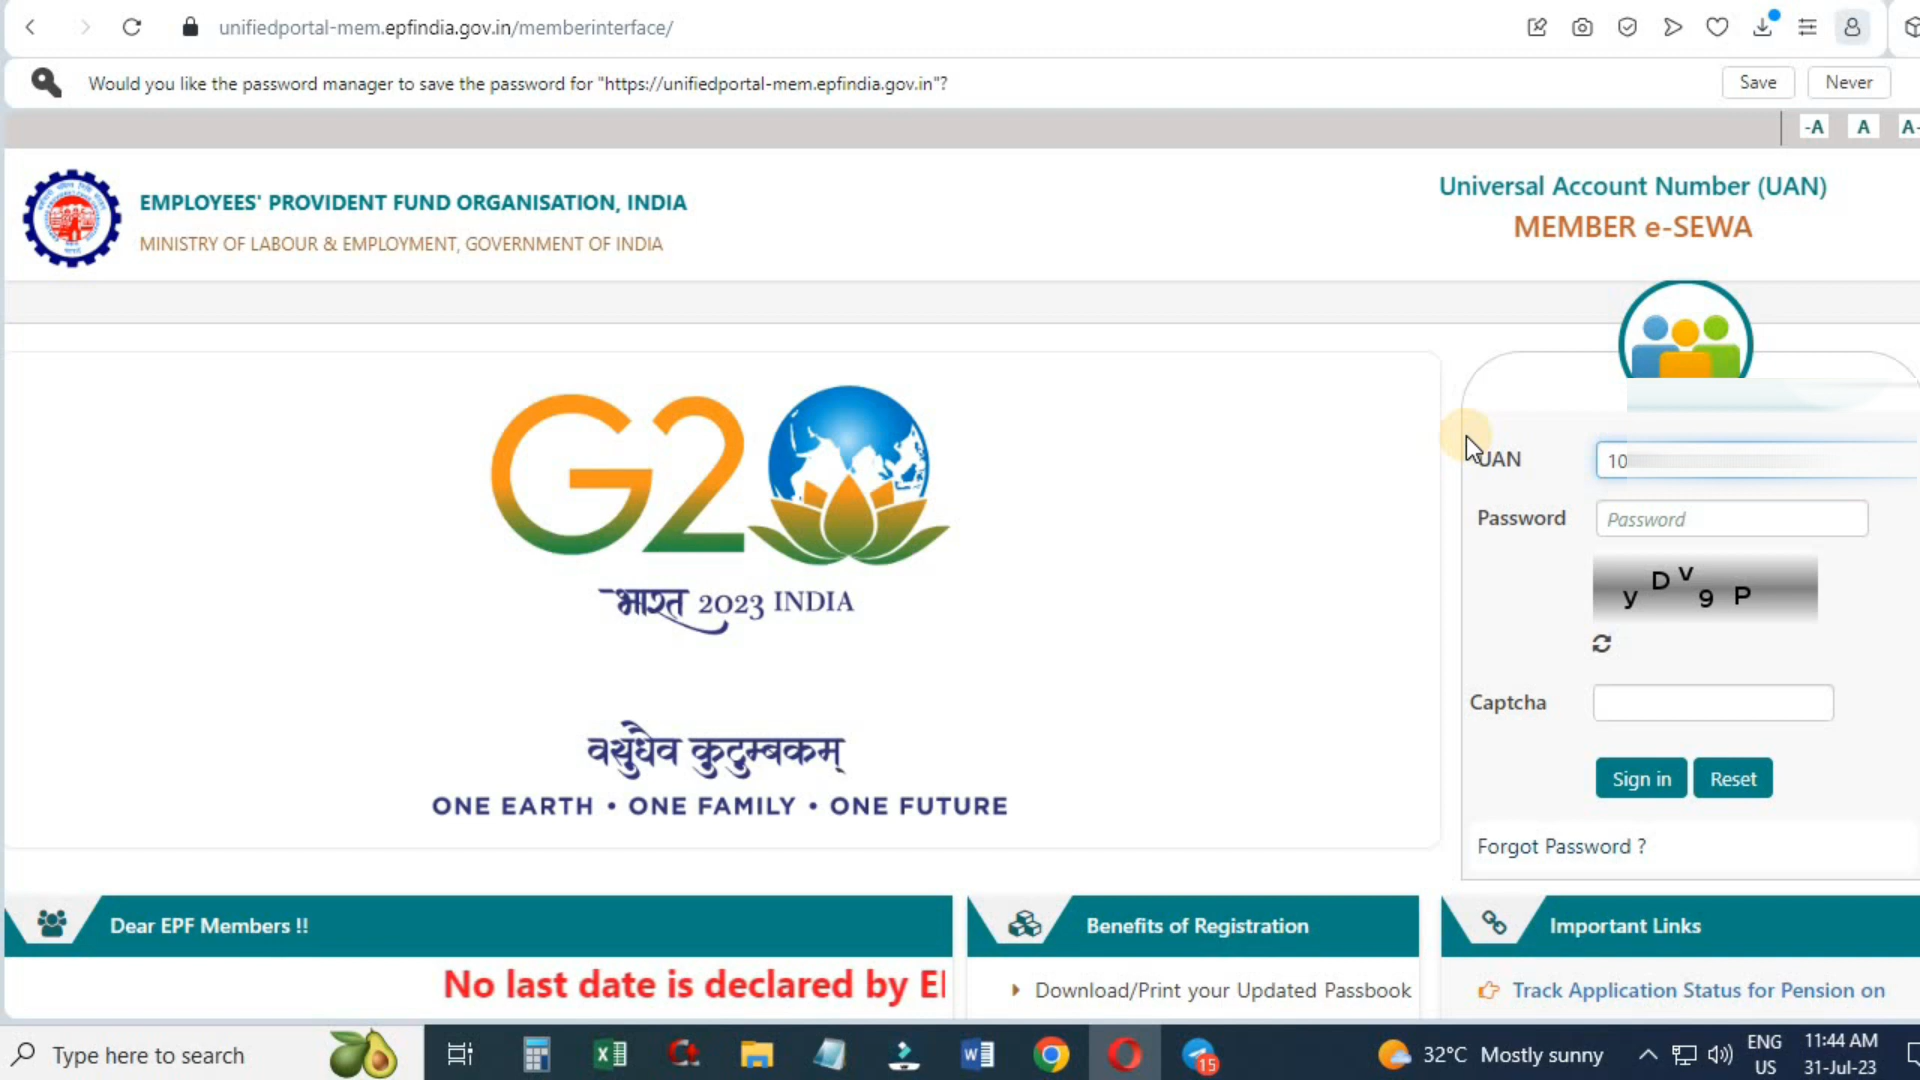 unifiedportal-mem.epfindia.gov.in/memberinterface/
Would you like the password manager to save the password for "https://unifiedportal-mem.epfindia.gov.in"?
Save
Never
-A
A
A-
EMPLOYEES' PROVIDENT FUND ORGANISATION, INDIA
MINISTRY OF LABOUR & EMPLOYMENT, GOVERNMENT OF INDIA
Universal Account Number (UAN)
MEMBER e-SEWA
G20
भारत 2023 INDIA
वसुधैव कुटुम्बकम्
ONE EARTH • ONE FAMILY • ONE FUTURE
UAN
10
Password
Password
y D V 9 P
Captcha
Sign in
Reset
Forgot Password ?
Dear EPF Members !!
No last date is declared by E
Benefits of Registration
Download/Print your Updated Passbook
Important Links
Track Application Status for Pension on
Type here to search
15
32°C Mostly sunny
ENG
US
11:44 AM
31-Jul-23